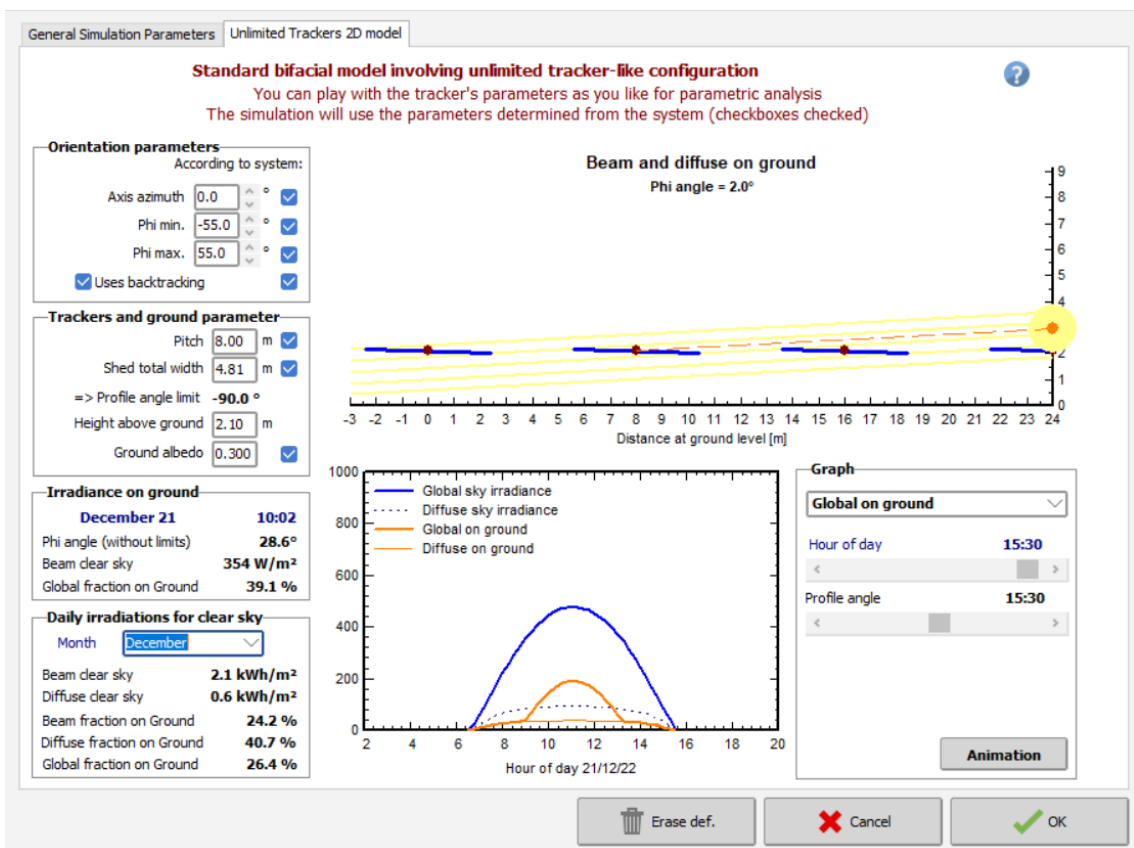 General Simulation Parameters
Unlimited Trackers 2D model
Standard bifacial model involving unlimited tracker-like configuration
?
You can play with the tracker's parameters as you like for parametric analysis
The simulation will use the parameters determined from the system (checkboxes checked)
Orientation parameters
According to system:
Axis azimuth 0.0 °
Phi min. -55.0 °
Phi max. 55.0 °
Uses backtracking
Trackers and ground parameter
Pitch 8.00 m
Shed total width 4.81 m
=> Profile angle limit -90.0 °
Height above ground 2.10 m
Ground albedo 0.300
Irradiance on ground
December 21 10:02
Phi angle (without limits) 28.6°
Beam clear sky 354 W/m²
Global fraction on Ground 39.1 %
Daily irradiations for clear sky
Month December
Beam clear sky 2.1 kWh/m²
Diffuse clear sky 0.6 kWh/m²
Beam fraction on Ground 24.2 %
Diffuse fraction on Ground 40.7 %
Global fraction on Ground 26.4 %
Beam and diffuse on ground
Phi angle = 2.0°
9
8
7
6
5
4
2
1
0
-3 -2 -1 0 1 2 3 4 5 6 7 8 9 10 11 12 13 14 15 16 17 18 19 20 21 22 23 24
Distance at ground level [m]
1000
800
600
400
200
0
Global sky irradiance
Diffuse sky irradiance
Global on ground
Diffuse on ground
2 4 6 8 10 12 14 16 18 20
Hour of day 21/12/22
Graph
Global on ground
Hour of day 15:30
Profile angle 15:30
Animation
Erase def.
Cancel
OK